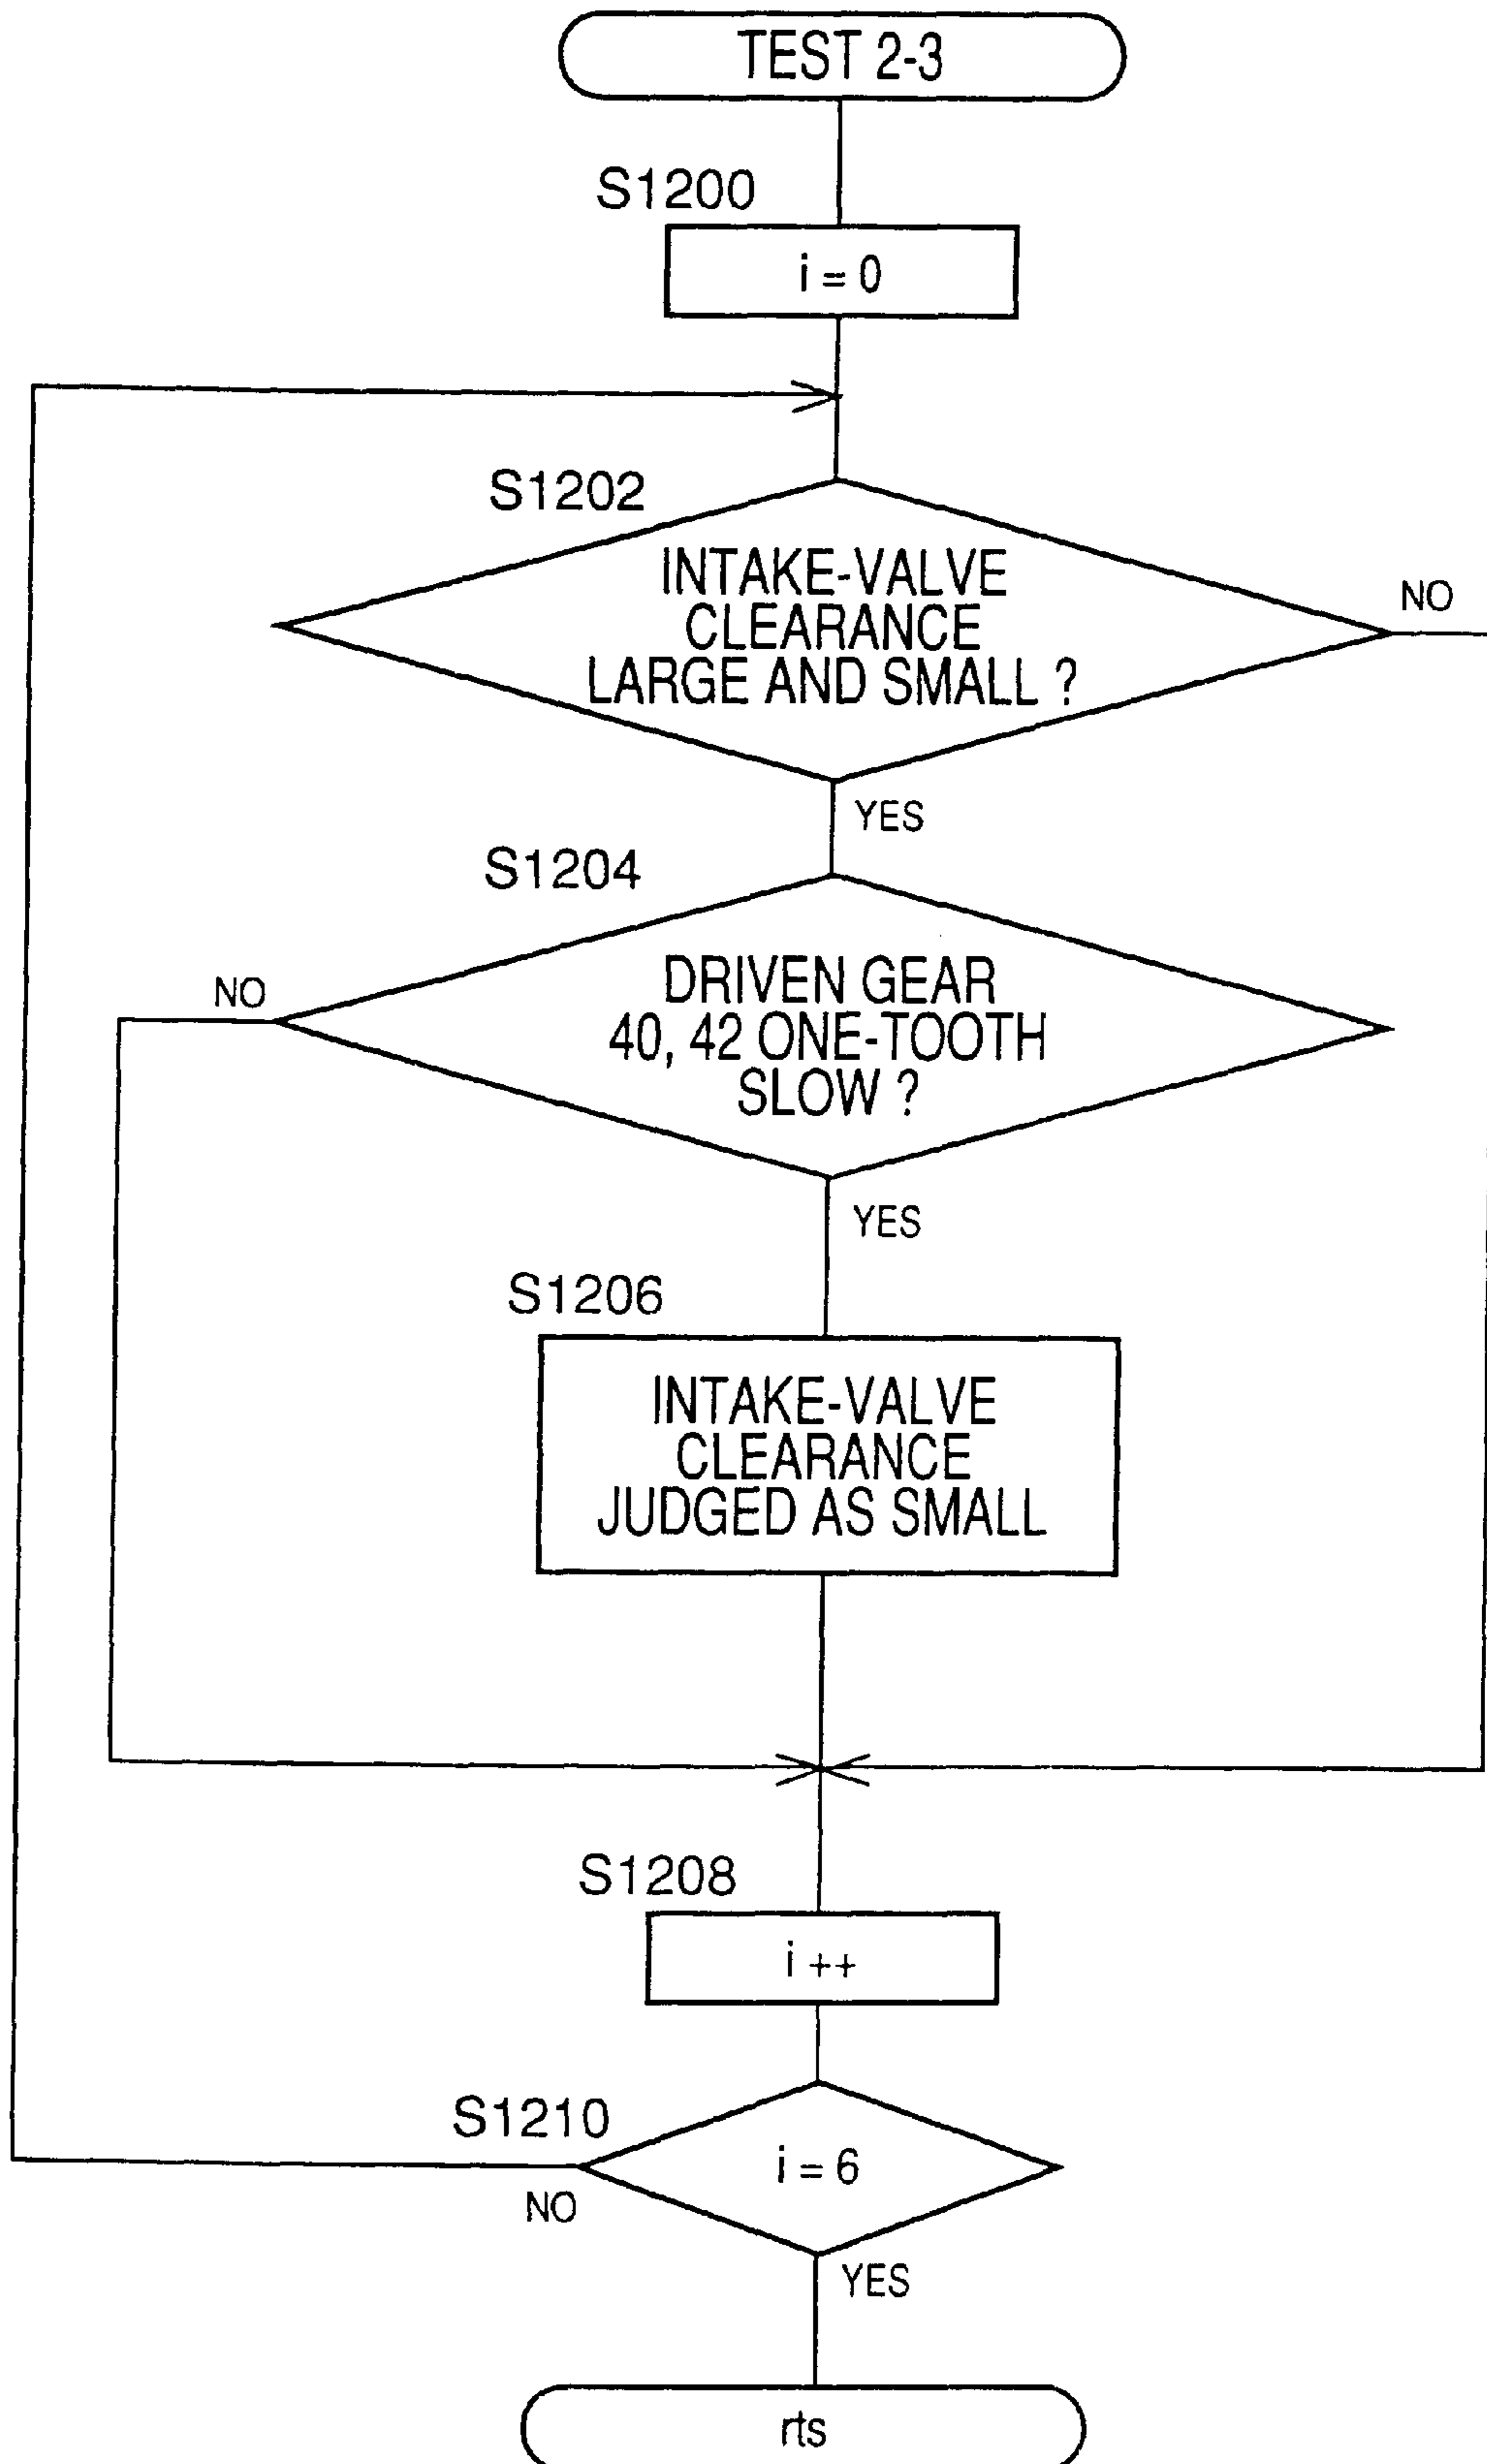 TEST 2-3
S1200
i = 0
S1202
INTAKE-VALVE
CLEARANCE
LARGE AND SMALL ?
NO
YES
S1204
DRIVEN GEAR
40, 42 ONE-TOOTH
SLOW ?
NO
YES
S1206
INTAKE-VALVE
CLEARANCE
JUDGED AS SMALL
S1208
i ++
S1210
i = 6
NO
YES
rts